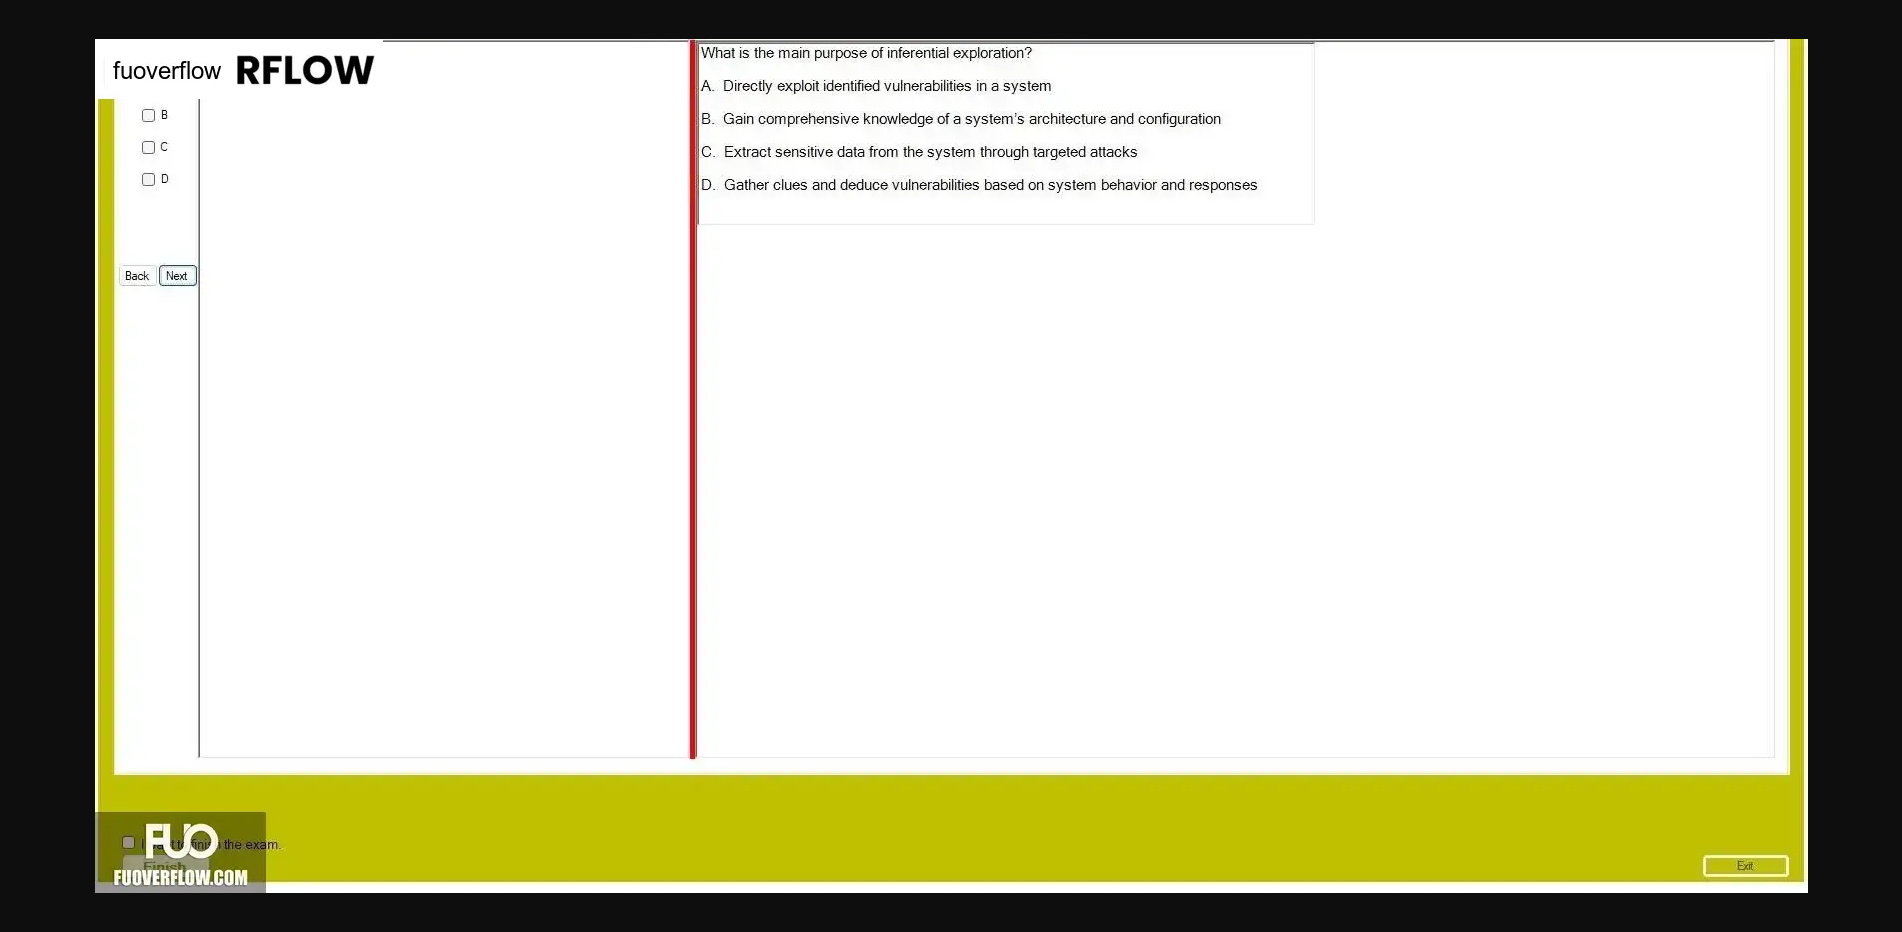 fuoverflow RFLOW
What is the main purpose of inferential exploration?
A. Directly exploit identified vulnerabilities in a system
B. Gain comprehensive knowledge of a system's architecture and configuration
C. Extract sensitive data from the system through targeted attacks
D. Gather clues and deduce vulnerabilities based on system behavior and responses
B
C
D
Back Next
FUO
the exam.
Finish
FUOVERFLOW.COM
Exit